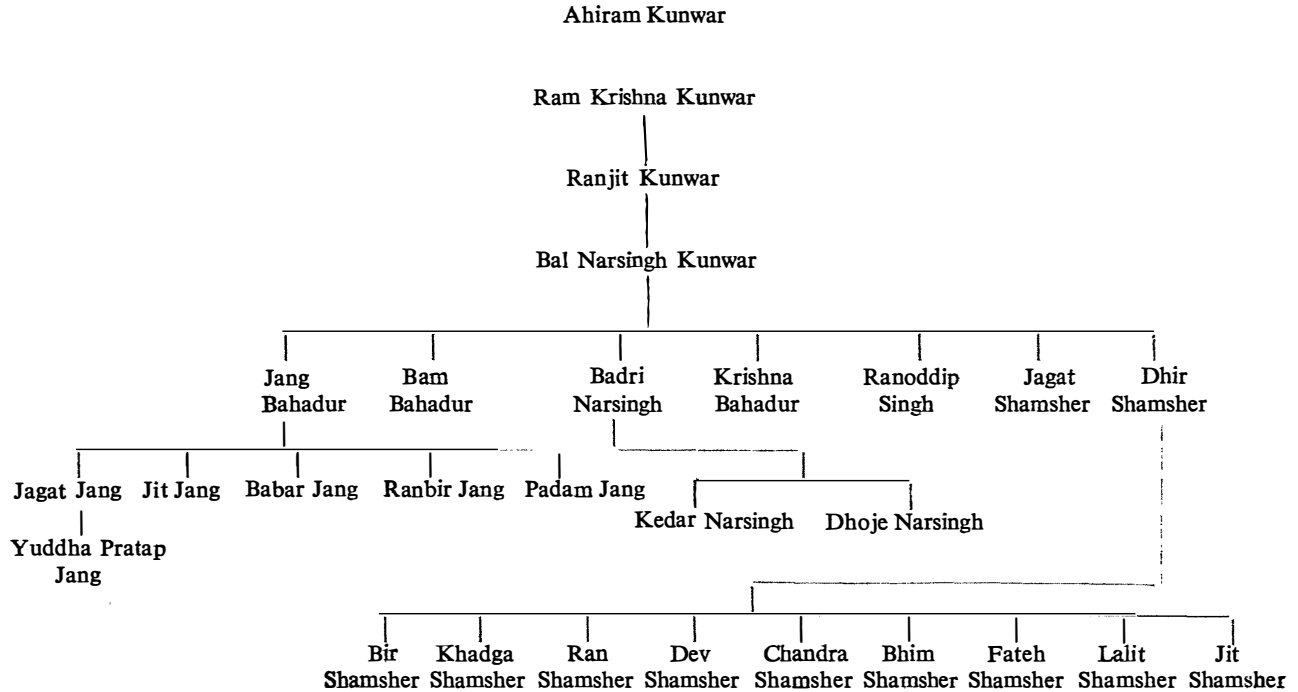 Ahiram Kunwar
Ram Krishna Kunwar
Ranjit Kunwar
Bal Narsingh Kunwar
Jang Bahadur
Bam Bahadur
Badri Narsingh
Krishna Bahadur
Ranoddip Singh
Jagat Shamsher
Dhir Shamsher
Jagat Jang
Jit Jang
Babar Jang
Ranbir Jang
Padam Jang
Kedar Narsingh
Dhoje Narsingh
Yuddha Pratap
Jang
Bir Shamsher
Khadga Shamsher
Ran Shamsher
Dev Shamsher
Chandra Shamsher
Bhim Shamsher
Fateh Shamsher
Lalit Shamsher
Jit Shamsher